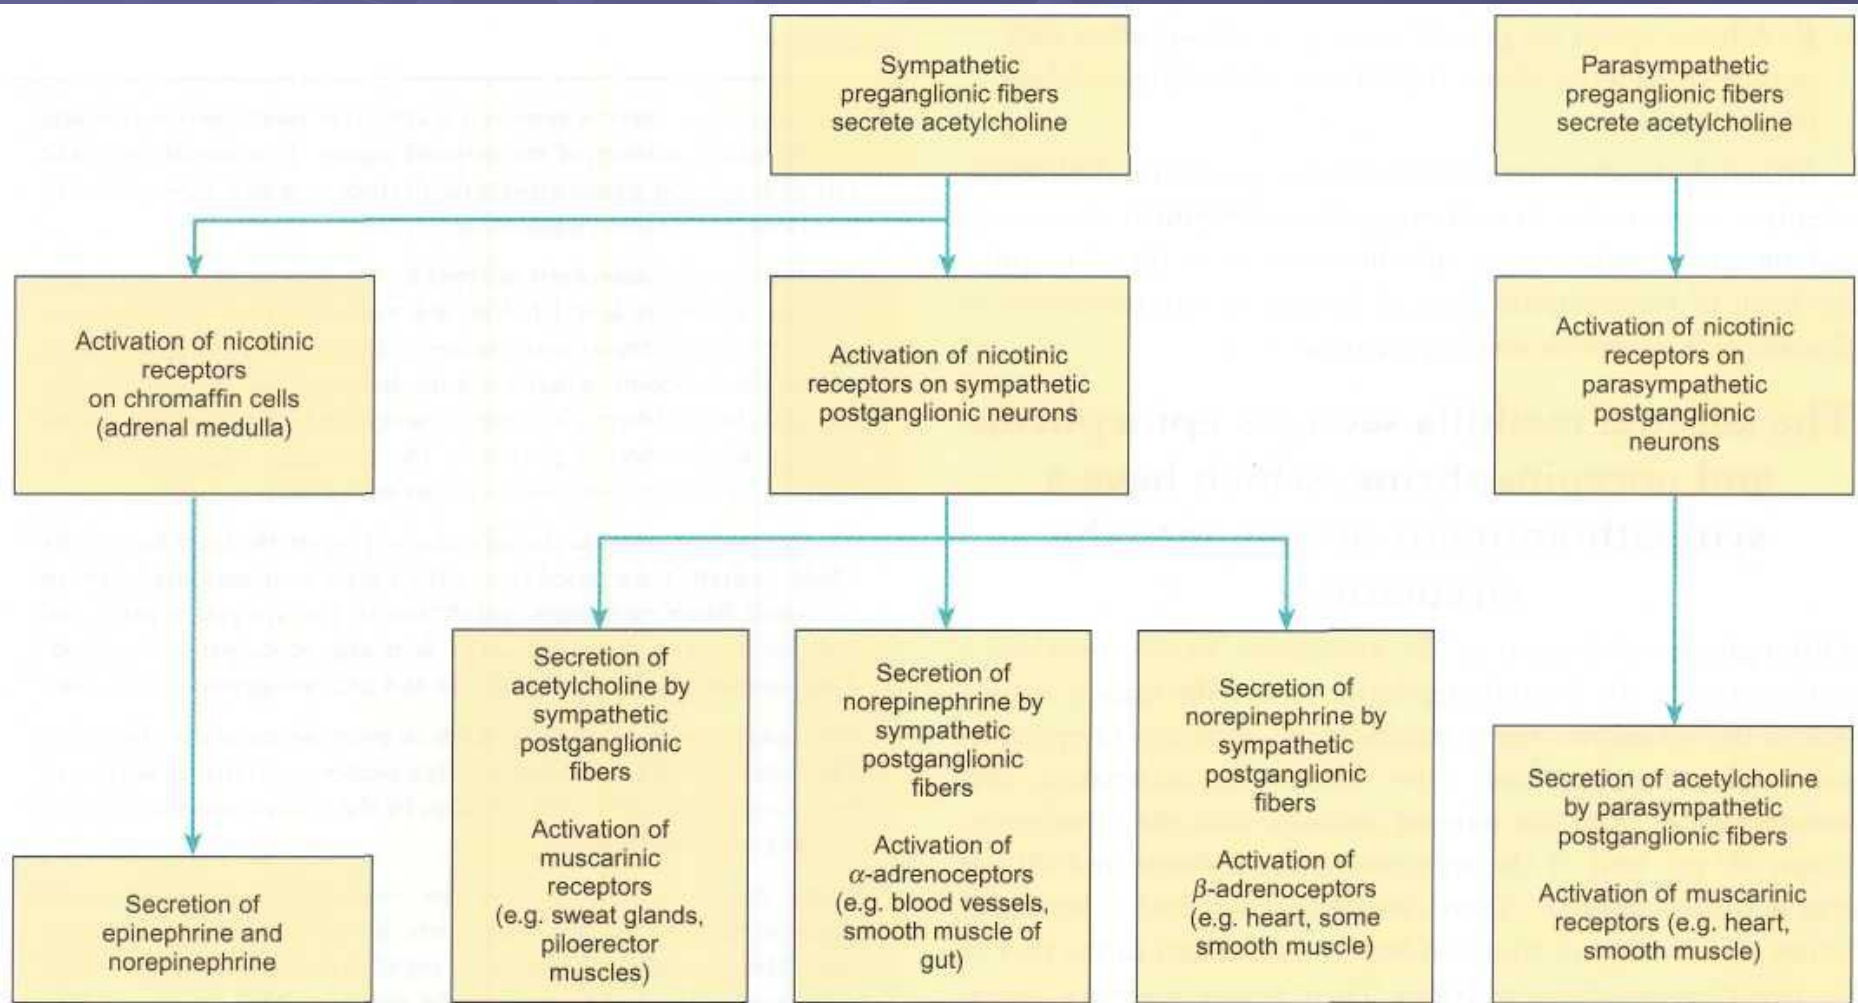 Sympathetic
preganglionic fibers
secrete acetylcholine
Parasympathetic
preganglionic fibers
secrete acetylcholine
Activation of nicotinic
receptors
on chromaffin cells
(adrenal medulla)
Activation of nicotinic
receptors on sympathetic
postganglionic neurons
Activation of nicotinic
receptors on
parasympathetic
postganglionic
neurons
Secretion of
epinephrine and
norepinephrine
Secretion of
acetylcholine by
sympathetic
postganglionic
fibers
Activation of
muscarinic
receptors
(e.g. sweat glands,
piloerector
muscles)
Secretion of
norepinephrine by
sympathetic
postganglionic
fibers
Activation of
α-adrenoceptors
(e.g. blood vessels,
smooth muscle of
gut)
Secretion of
norepinephrine by
sympathetic
postganglionic
fibers
Activation of
β-adrenoceptors
(e.g. heart, some
smooth muscle)
Secretion of acetylcholine
by parasympathetic
postganglionic fibers
Activation of muscarinic
receptors (e.g. heart,
smooth muscle)